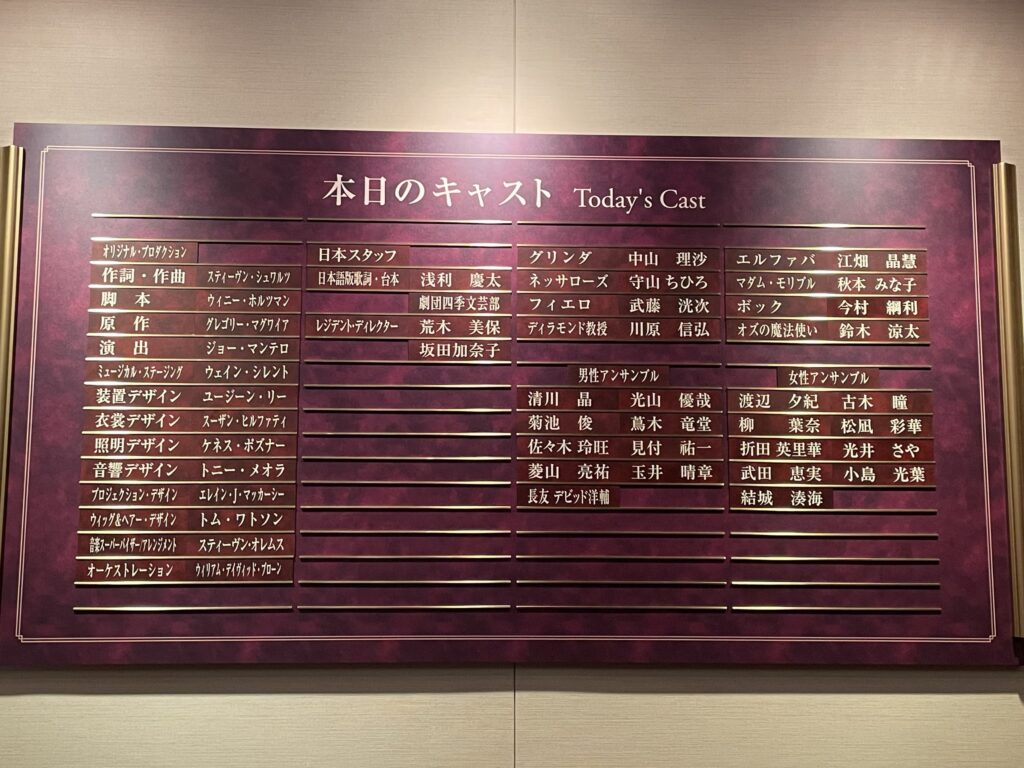 本日のキャスト Today's Cast
オリジナル・プロダクション
作詞・作曲 スティーヴン・シュワルツ
脚 本 ウィニー・ホルツマン
原 作 グレゴリー・マグワイア
演 出 ジョー・マンテロ
ミュージカル・ステージング ウェイン・シレント
装置デザイン ユージーン・リー
衣裳デザイン スーザン・ヒルファティ
照明デザイン ケネス・ポズナー
音響デザイン トニー・メオラ
プロジェクション・デザイン エレイン・J・マッカーシー
ウィッグ&ヘアー・デザイン トム・ワトソン
音楽スーパーバイザー/アレンジメント スティーヴン・オレムス
オーケストレーション ウィリアム・デイヴィッド・ブローン
日本スタッフ
日本語版歌詞・台本 浅利 慶太
劇団四季文芸部
レジデント・ディレクター 荒木 美保
坂田加奈子
グリンダ 中山 理沙
ネッサローズ 守山 ちひろ
フィエロ 武藤 洸次
ディラモンド教授 川原 信弘
男性アンサンブル
清川 晶 光山 優哉
菊池 俊 蔦木 竜堂
佐々木 玲旺 見付 祐一
菱山 亮祐 玉井 晴章
長友 デビッド洋輔
エルファバ 江畑 晶慧
マダム・モリブル 秋本 みな子
ボック 今村 綱利
オズの魔法使い 鈴木 涼太
女性アンサンブル
渡辺 夕紀 古木 瞳
柳 葉奈 松凪 彩華
折田 英里華 光井 さや
武田 恵実 小島 光葉
結城 湊海